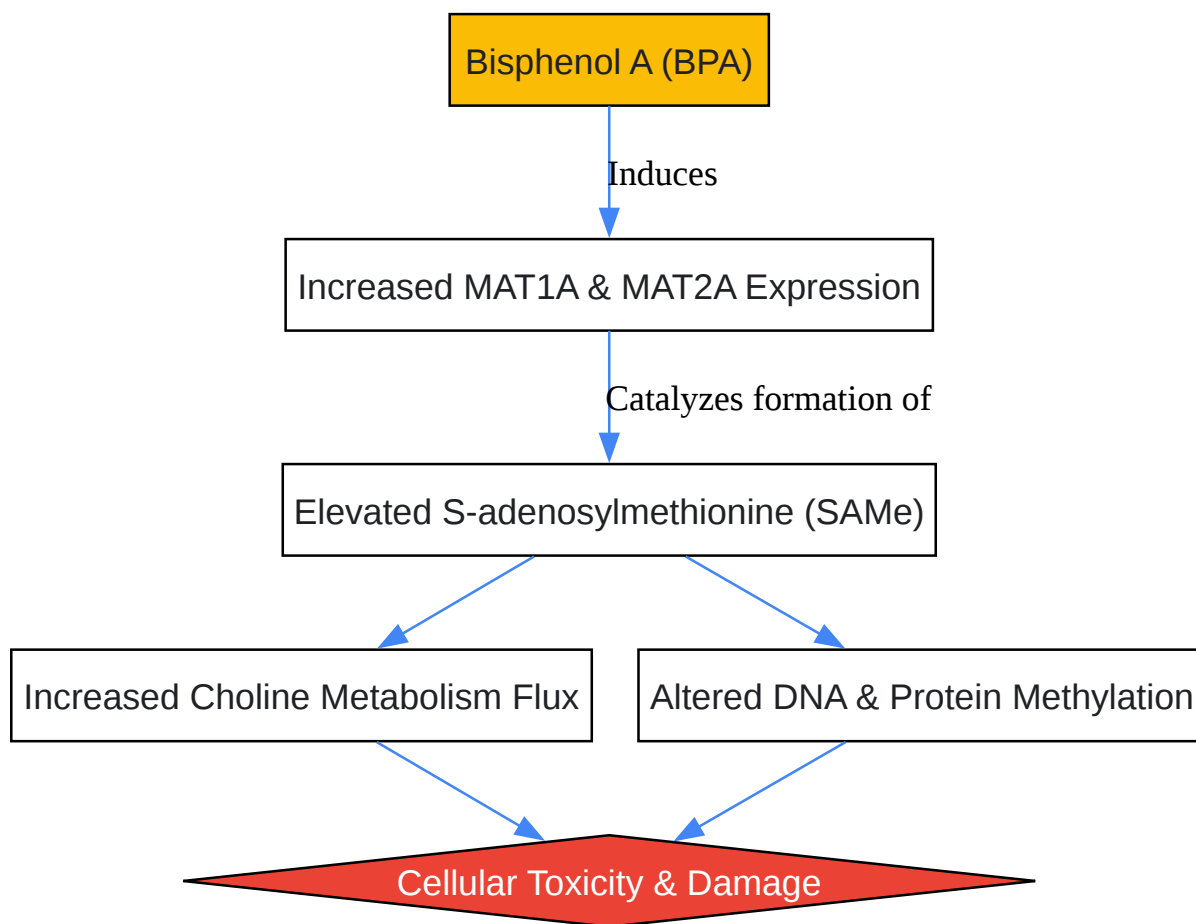 Bisphenol A (BPA)
Induces
Increased MAT1A & MAT2A Expression
Catalyzes formation of
Elevated S-adenosylmethionine (SAMe)
Increased Choline Metabolism Flux
Altered DNA & Protein Methylation
Cellular Toxicity & Damage